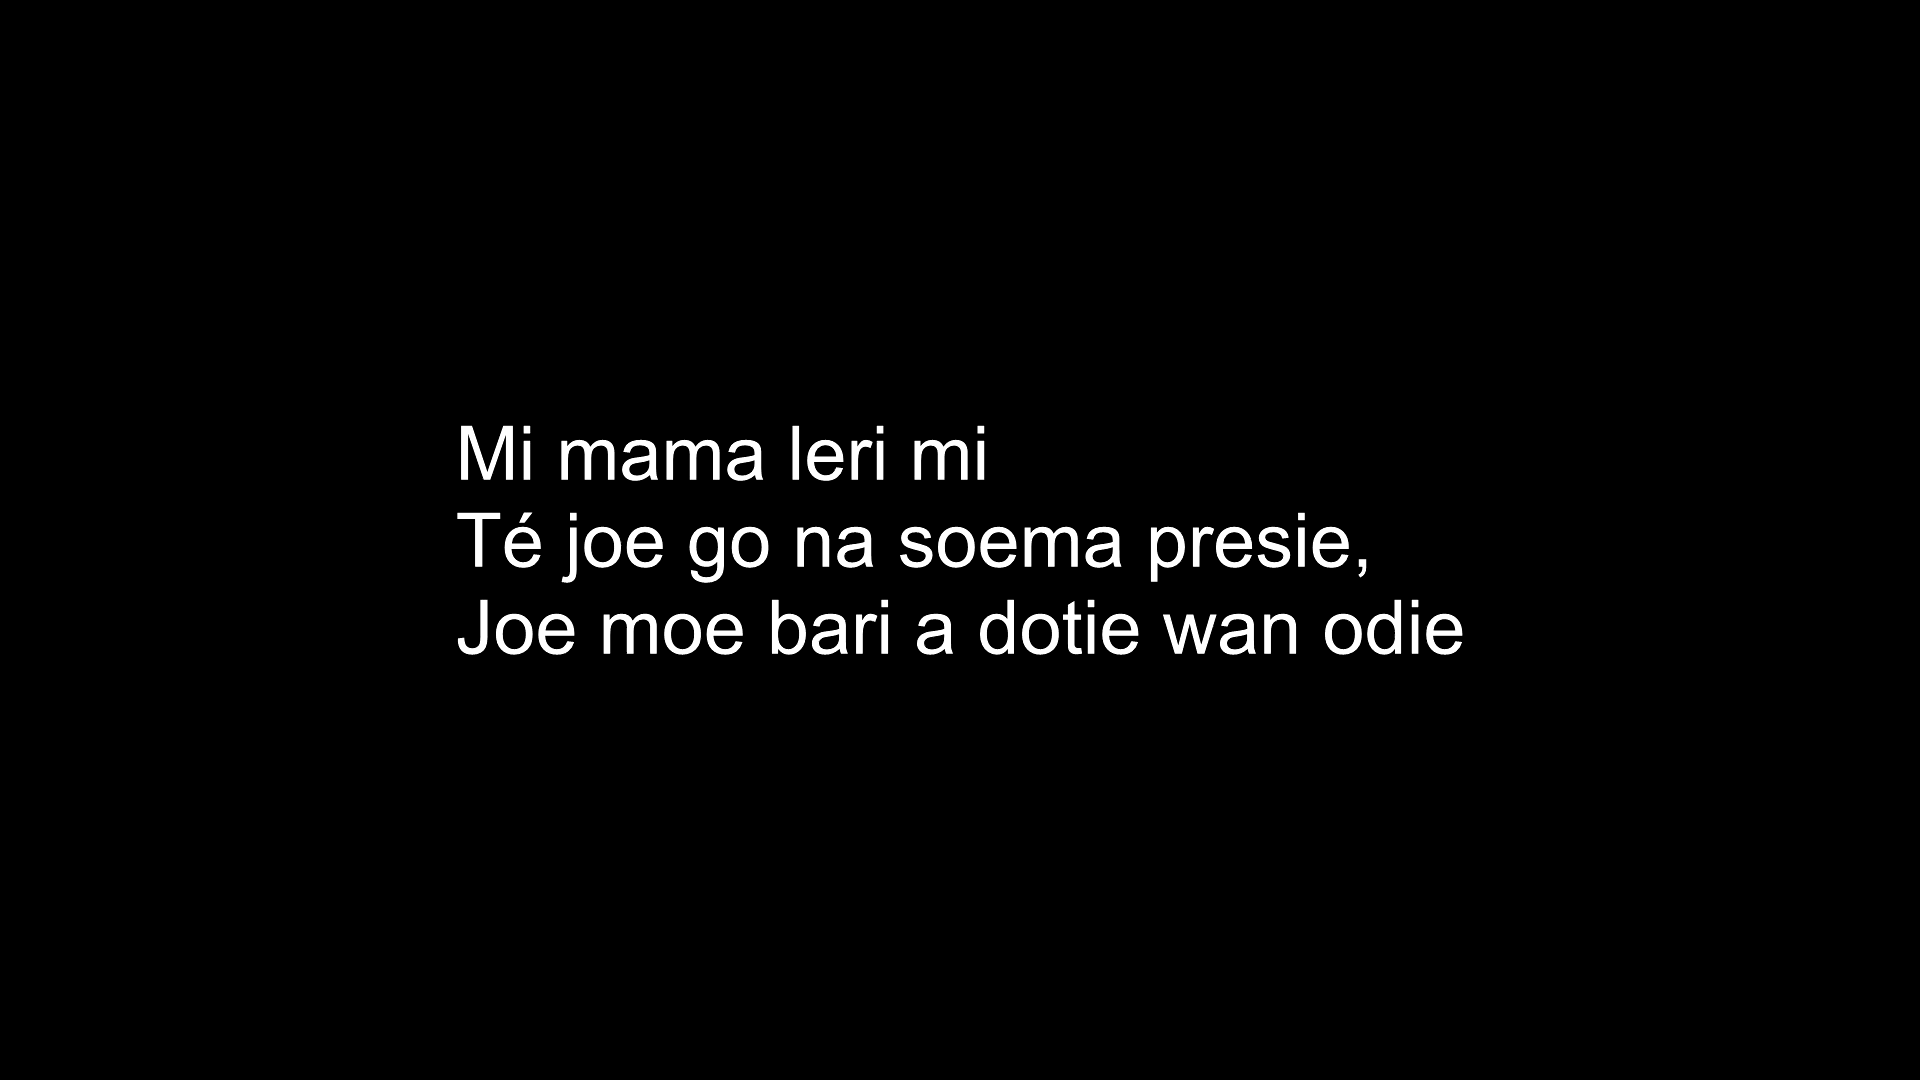 Mi mama leri mi
Té joe go na soema presie,
Joe moe bari a dotie wan odie